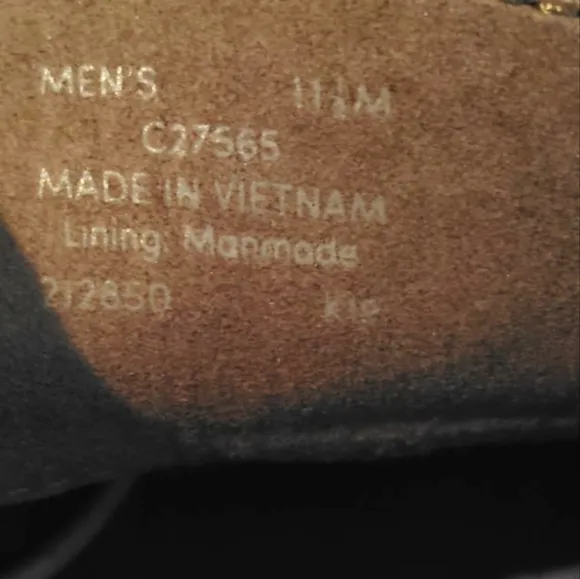 MEN'S 11½M
C27565
MADE IN VIETNAM
Lining: Manmade
212850